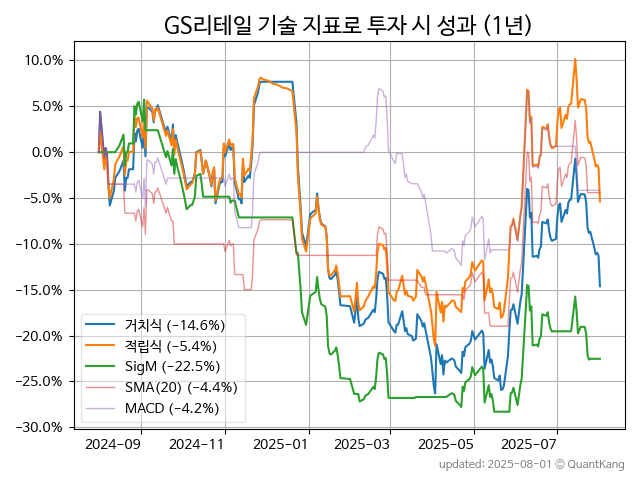 GS리테일 기술 지표로 투자 시 성과 (1년)
10.0%
5.0%
0.0%
−5.0%
−10.0%
−15.0%
−20.0%
−25.0%
−30.0%
거치식 (−14.6%)
적립식 (−5.4%)
SigM (−22.5%)
SMA(20) (−4.4%)
MACD (−4.2%)
2024-09 2024-11 2025-01 2025-03 2025-05 2025-07
updated: 2025-08-01 © QuantKang